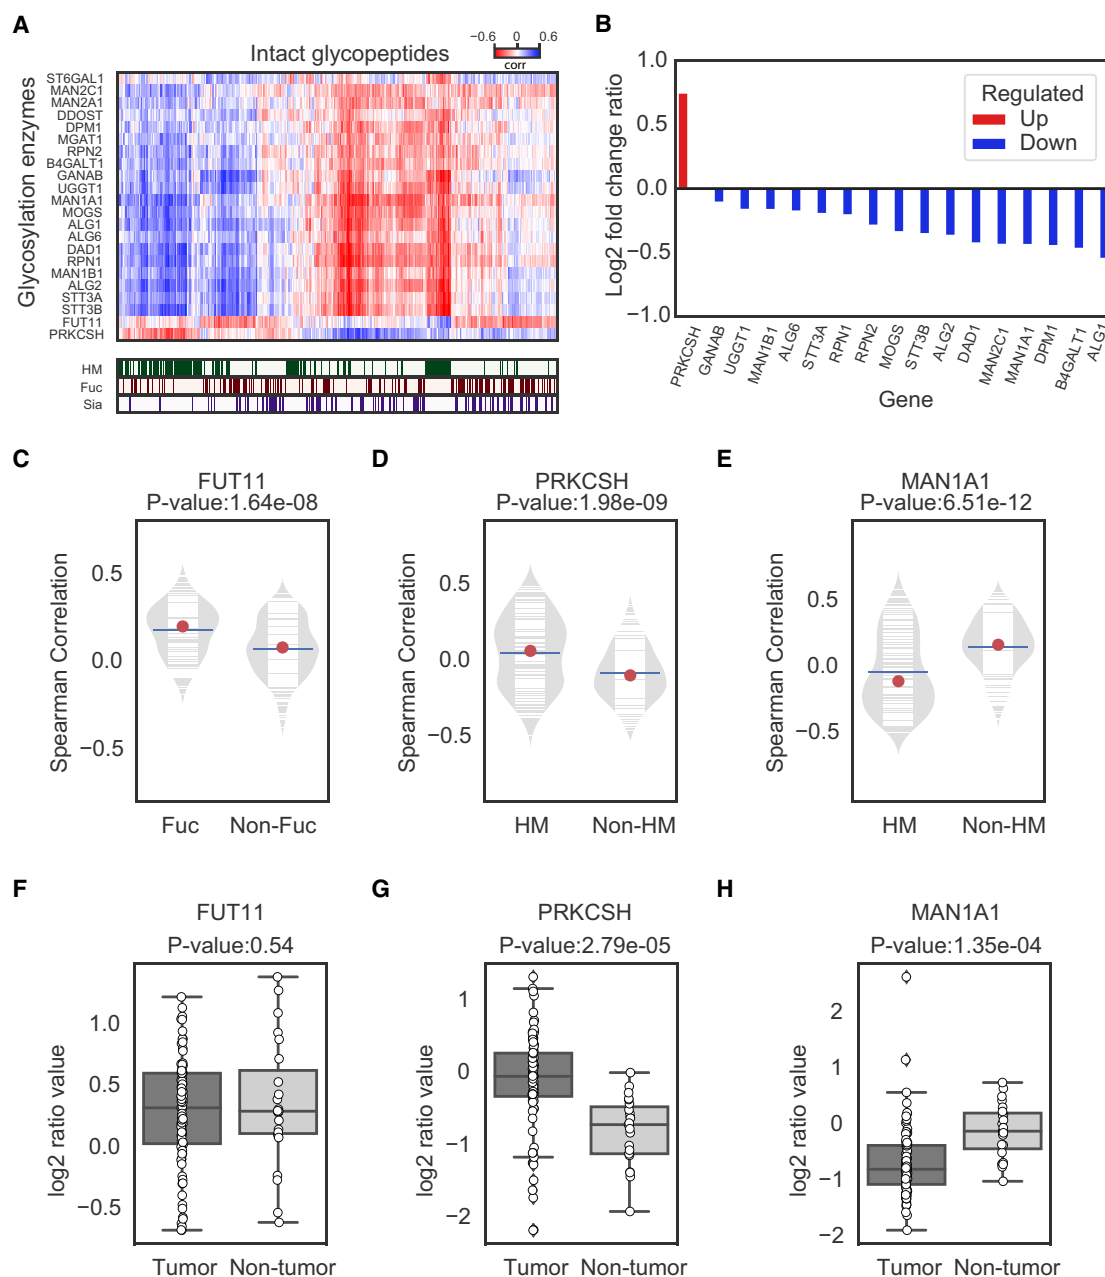 A
Intact glycopeptides
−0.6 0 0.6
corr
Glycosylation enzymes
ST6GAL1
MAN2C1
MAN2A1
DDOST
DPM1
MGAT1
RPN2
B4GALT1
GANAB
UGGT1
MAN1A1
MOGS
ALG1
ALG6
DAD1
RPN1
MAN1B1
ALG2
STT3A
STT3B
FUT11
PRKCSH
HM
Fuc
Sia
B
Log2 fold change ratio
1.0
0.5
0.0
−0.5
−1.0
Regulated
Up
Down
PRKCSH
GANAB
UGGT1
MAN1B1
ALG6
STT3A
RPN1
RPN2
MOGS
STT3B
ALG2
DAD1
MAN2C1
MAN1A1
DPM1
B4GALT1
ALG1
Gene
C
FUT11
P-value:1.64e-08
Spearman Correlation
0.5
0.0
−0.5
Fuc Non-Fuc
D
PRKCSH
P-value:1.98e-09
Spearman Correlation
0.5
0.0
−0.5
HM Non-HM
E
MAN1A1
P-value:6.51e-12
Spearman Correlation
0.5
0.0
−0.5
HM Non-HM
F
FUT11
P-value:0.54
log2 ratio value
1.0
0.5
0.0
−0.5
Tumor Non-tumor
G
PRKCSH
P-value:2.79e-05
log2 ratio value
1
0
−1
−2
Tumor Non-tumor
H
MAN1A1
P-value:1.35e-04
log2 ratio value
2
1
0
−1
−2
Tumor Non-tumor